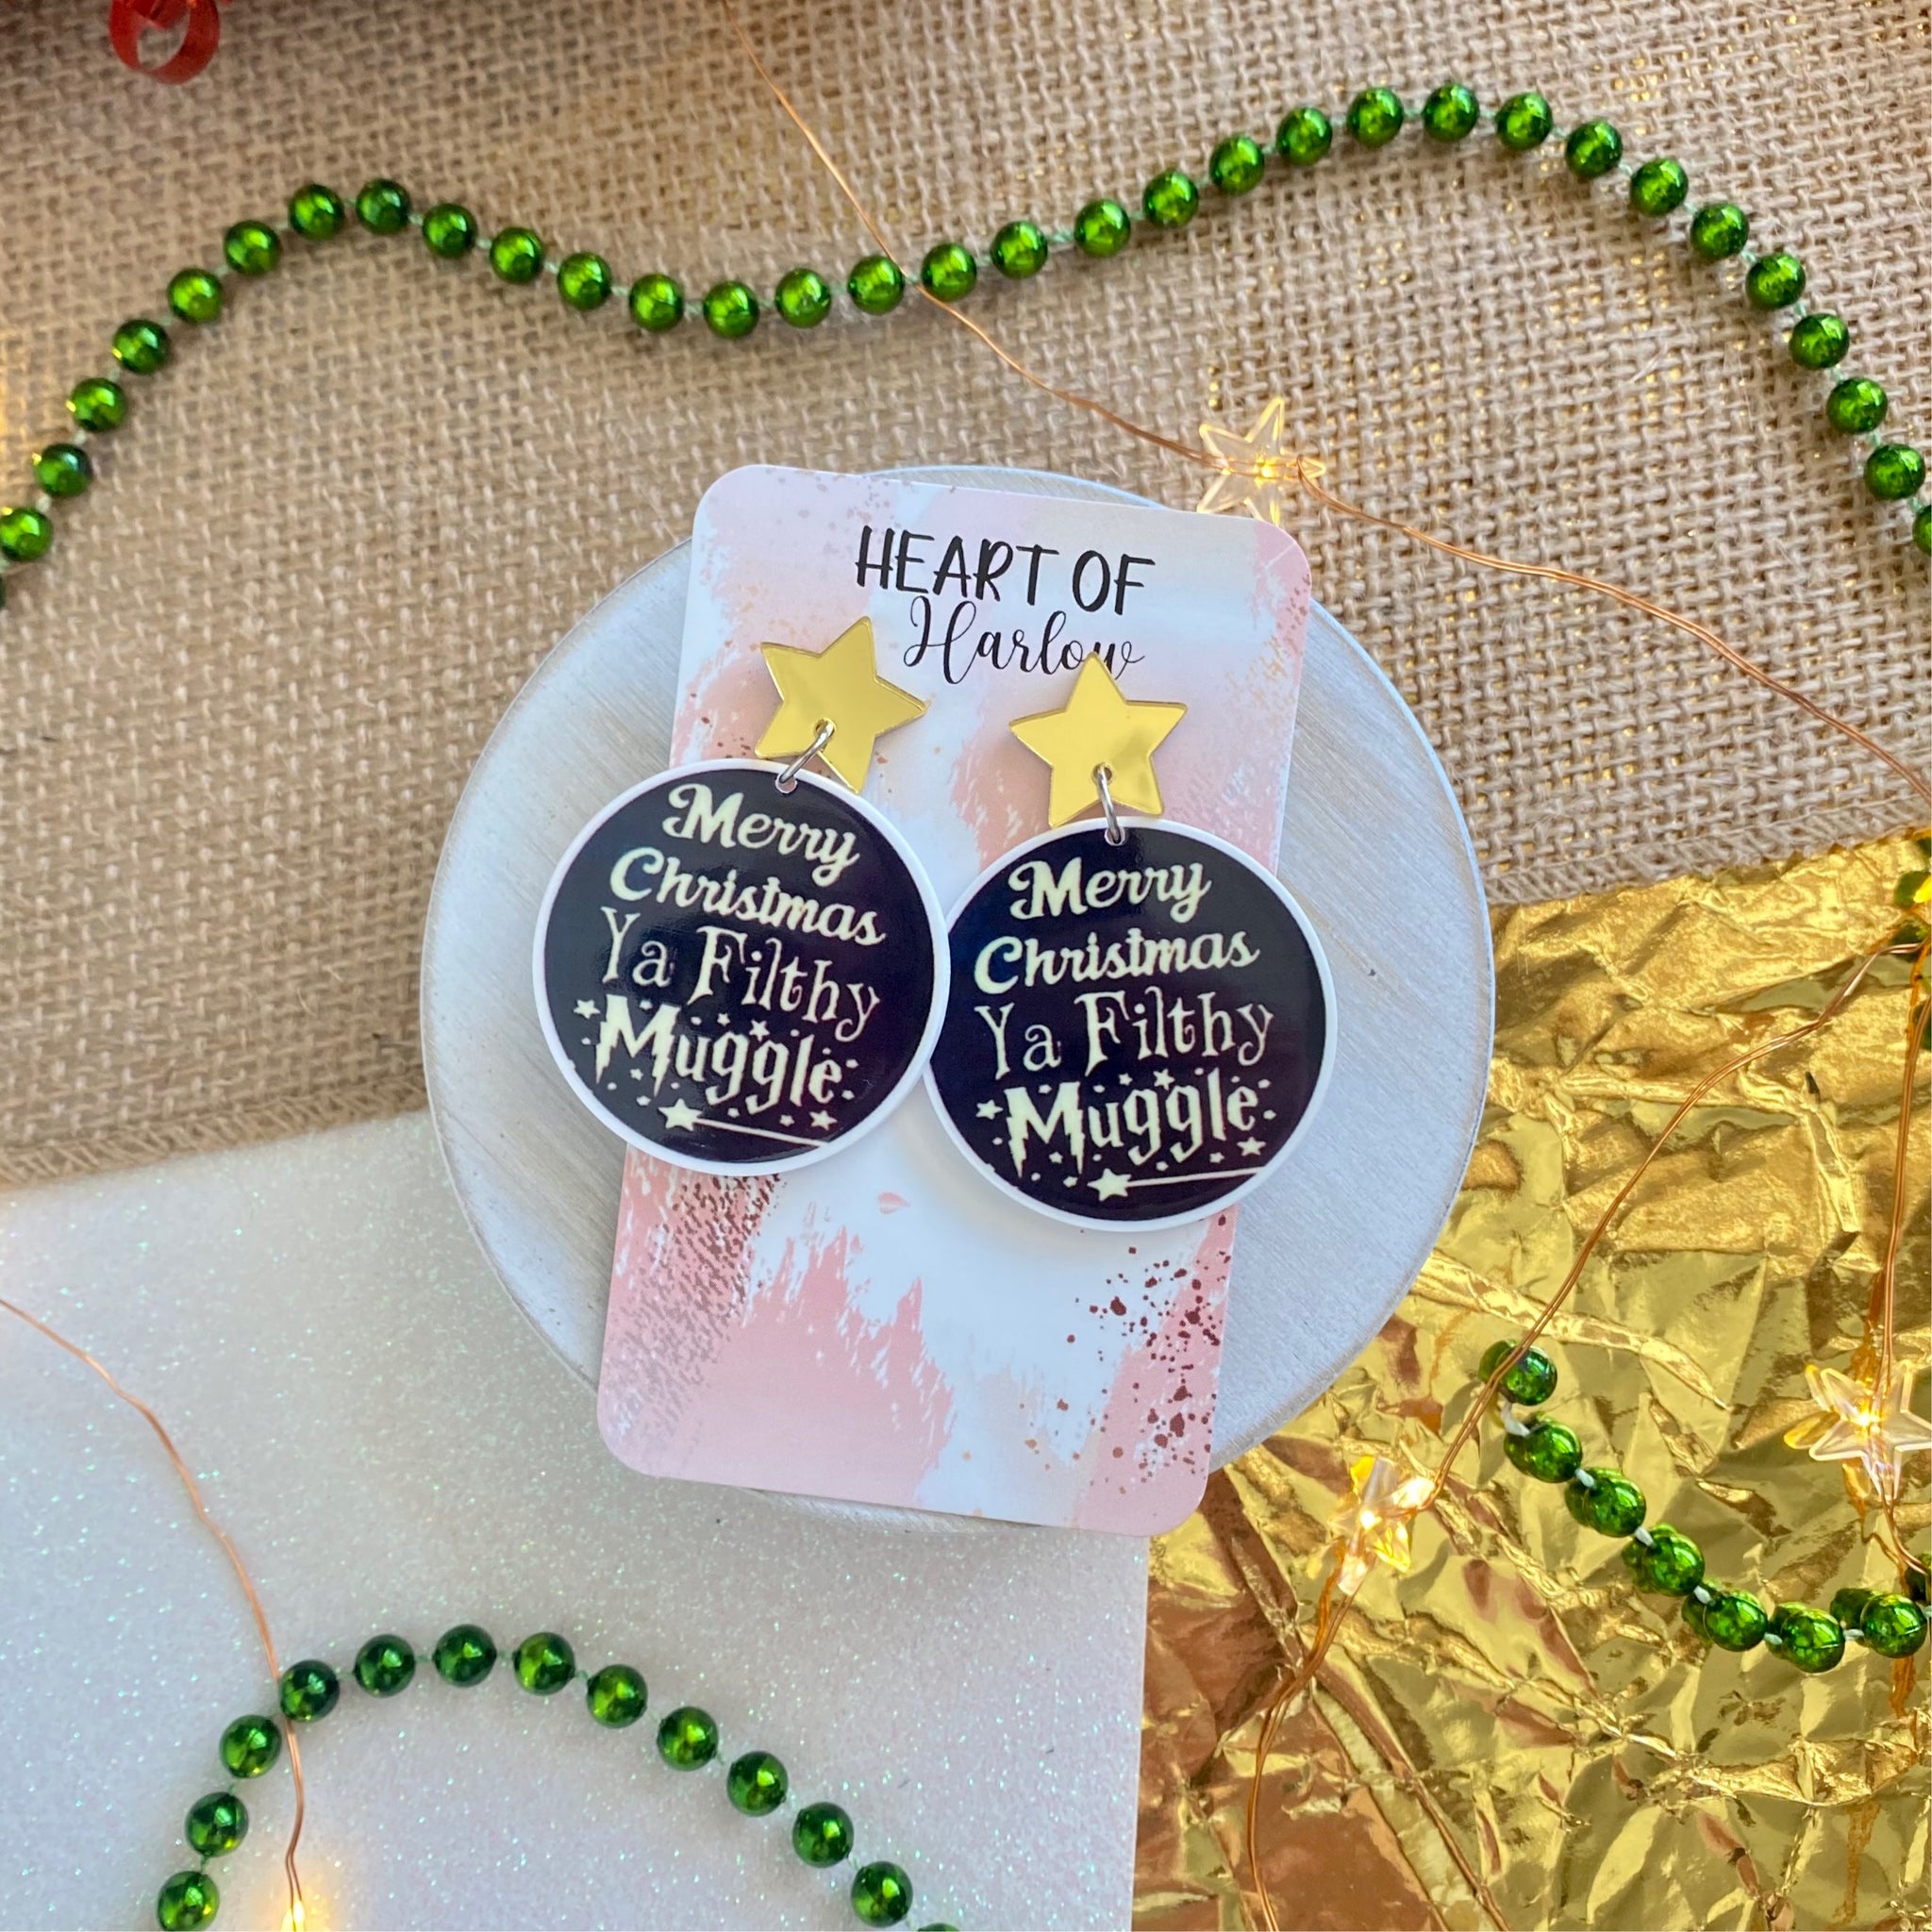 HEART OF
Harlow
Merry
Christmas
Ya Filthy
Muggle
Merry
Christmas
Ya Filthy
Muggle